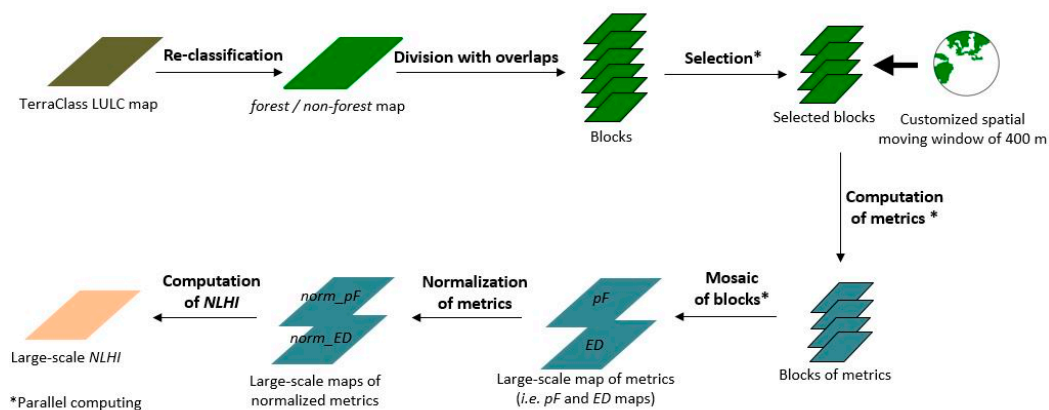 Re-classification
Division with overlaps
Selection*
TerraClass LULC map
forest / non-forest map
Blocks
Selected blocks
Customized spatial
moving window of 400 m
Computation
of metrics *
Computation
of NLHI
Normalization
of metrics
Mosaic
of blocks*
norm_pF
norm_ED
pF
ED
Large-scale NLHI
Large-scale maps of
normalized metrics
Large-scale map of metrics
(i.e. pF and ED maps)
Blocks of metrics
*Parallel computing